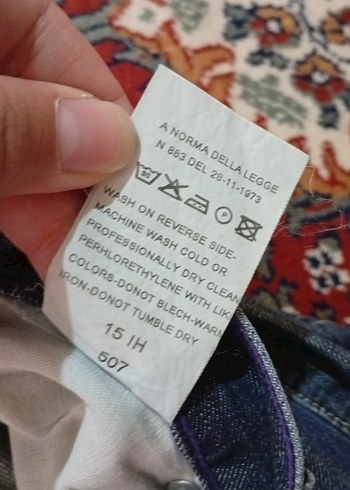 A NORMA DELLA LEGGE
N 883 DEL 26-11-1973
30 P
WASH ON REVERSE SIDE-
MACHINE WASH COLD OR
PROFESSIONALLY DRY CLEAN
PERHLORETHYLENE WITH LIK
COLORS-DONOT BLECH-WARM
IRON-DONOT TUMBLE DRY
15 IH
507